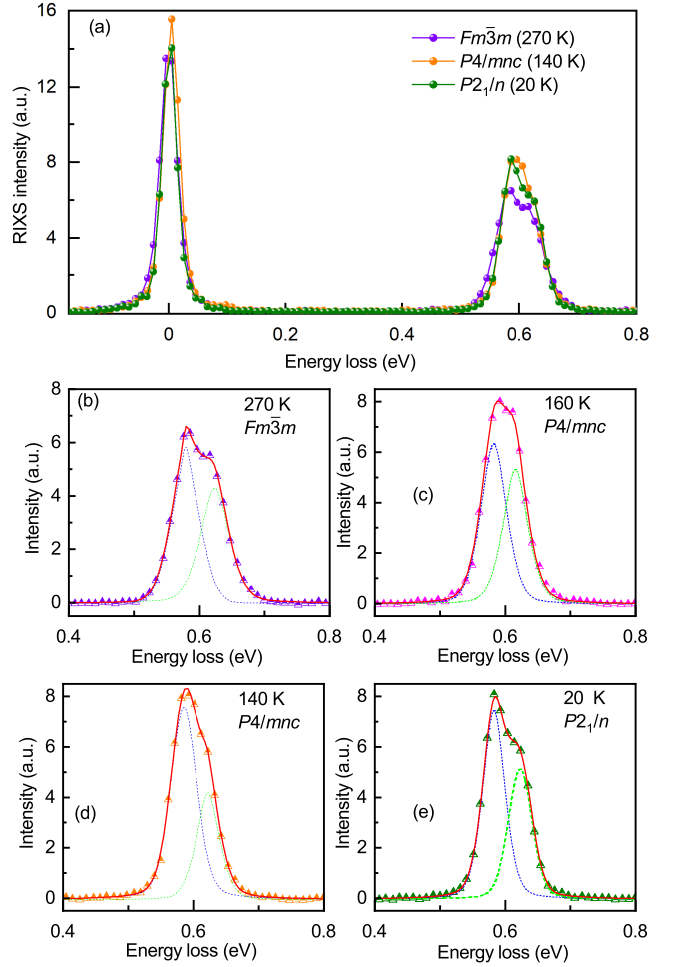 (a)
Fm3̅m (270 K)
P4/mnc (140 K)
P2₁/n (20 K)
RIXS intensity (a.u.)
16
12
8
4
0
0 0.2 0.4 0.6 0.8
Energy loss (eV)
(b)
270 K
Fm3̅m
Intensity (a.u.)
8
6
4
2
0
0.4 0.6 0.8
Energy loss (eV)
160 K
P4/mnc
(c)
Intensity (a.u.)
8
6
4
2
0
0.4 0.6 0.8
Energy loss (eV)
140 K
P4/mnc
(d)
Intensity (a.u.)
8
6
4
2
0
0.4 0.6 0.8
Energy loss (eV)
20 K
P2₁/n
(e)
Intensity (a.u.)
8
6
4
2
0
0.4 0.6 0.8
Energy loss (eV)